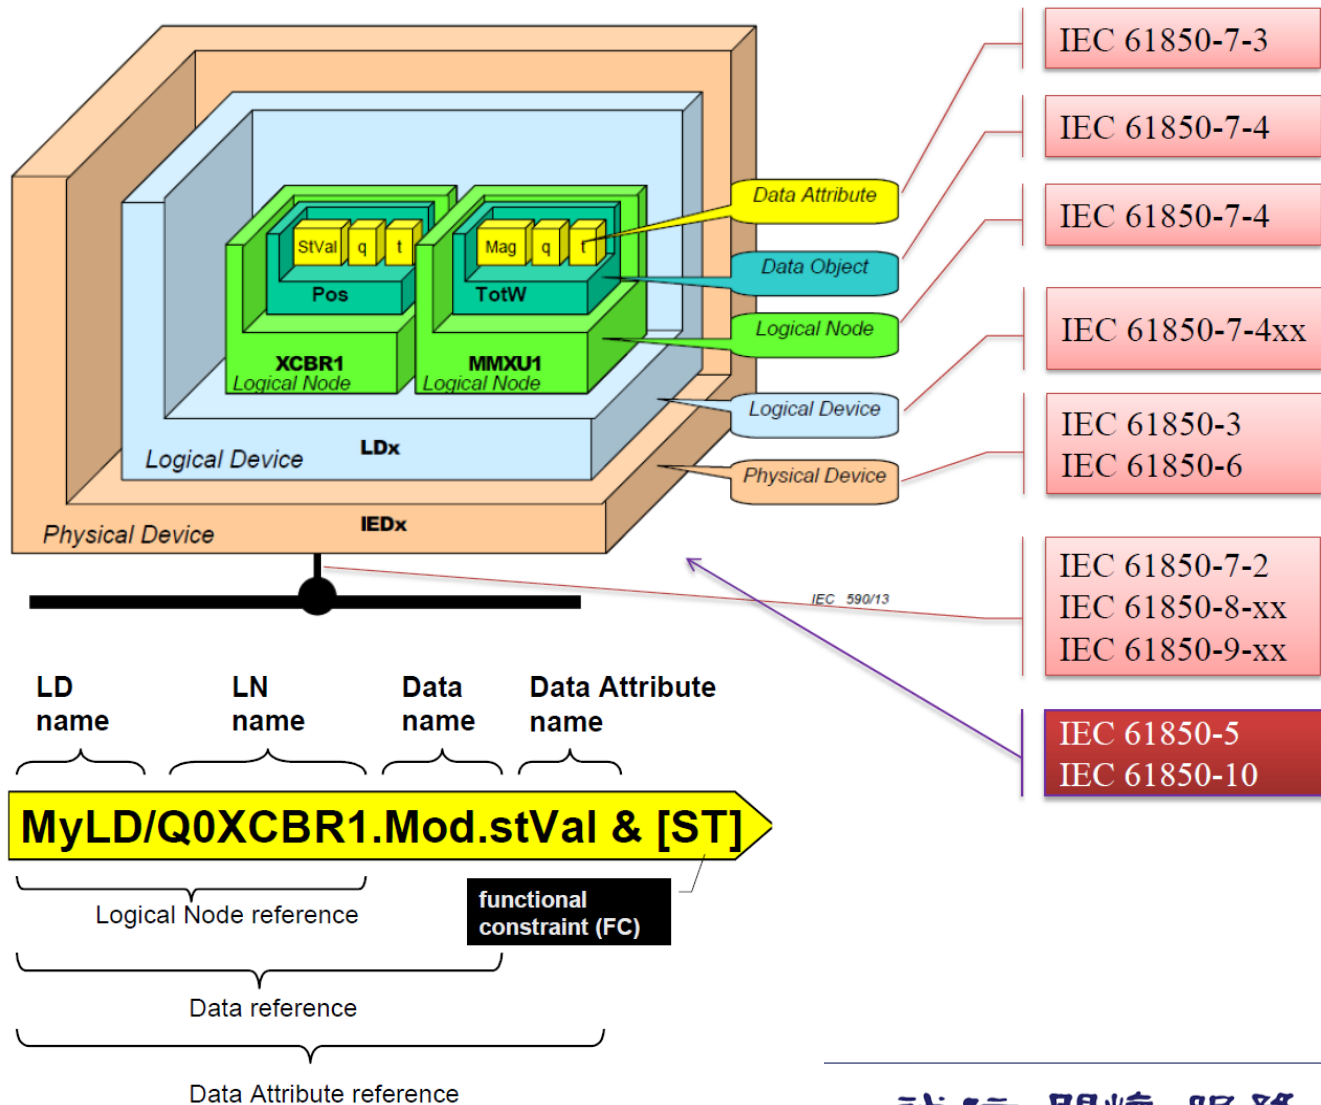 IEC 61850-7-3
IEC 61850-7-4
IEC 61850-7-4
IEC 61850-7-4xx
IEC 61850-3
IEC 61850-6
IEC 61850-7-2
IEC 61850-8-xx
IEC 61850-9-xx
IEC 61850-5
IEC 61850-10
Data Attribute
Data Object
Logical Node
Logical Device
Physical Device
StVal q t
Pos
XCBR1
Logical Node
Mag q t
TotW
MMXU1
Logical Node
LDx
Logical Device
IEDx
Physical Device
IEC 590/13
LD name
LN name
Data name
Data Attribute name
MyLD/Q0XCBR1.Mod.stVal & [ST]
functional
constraint (FC)
Logical Node reference
Data reference
Data Attribute reference